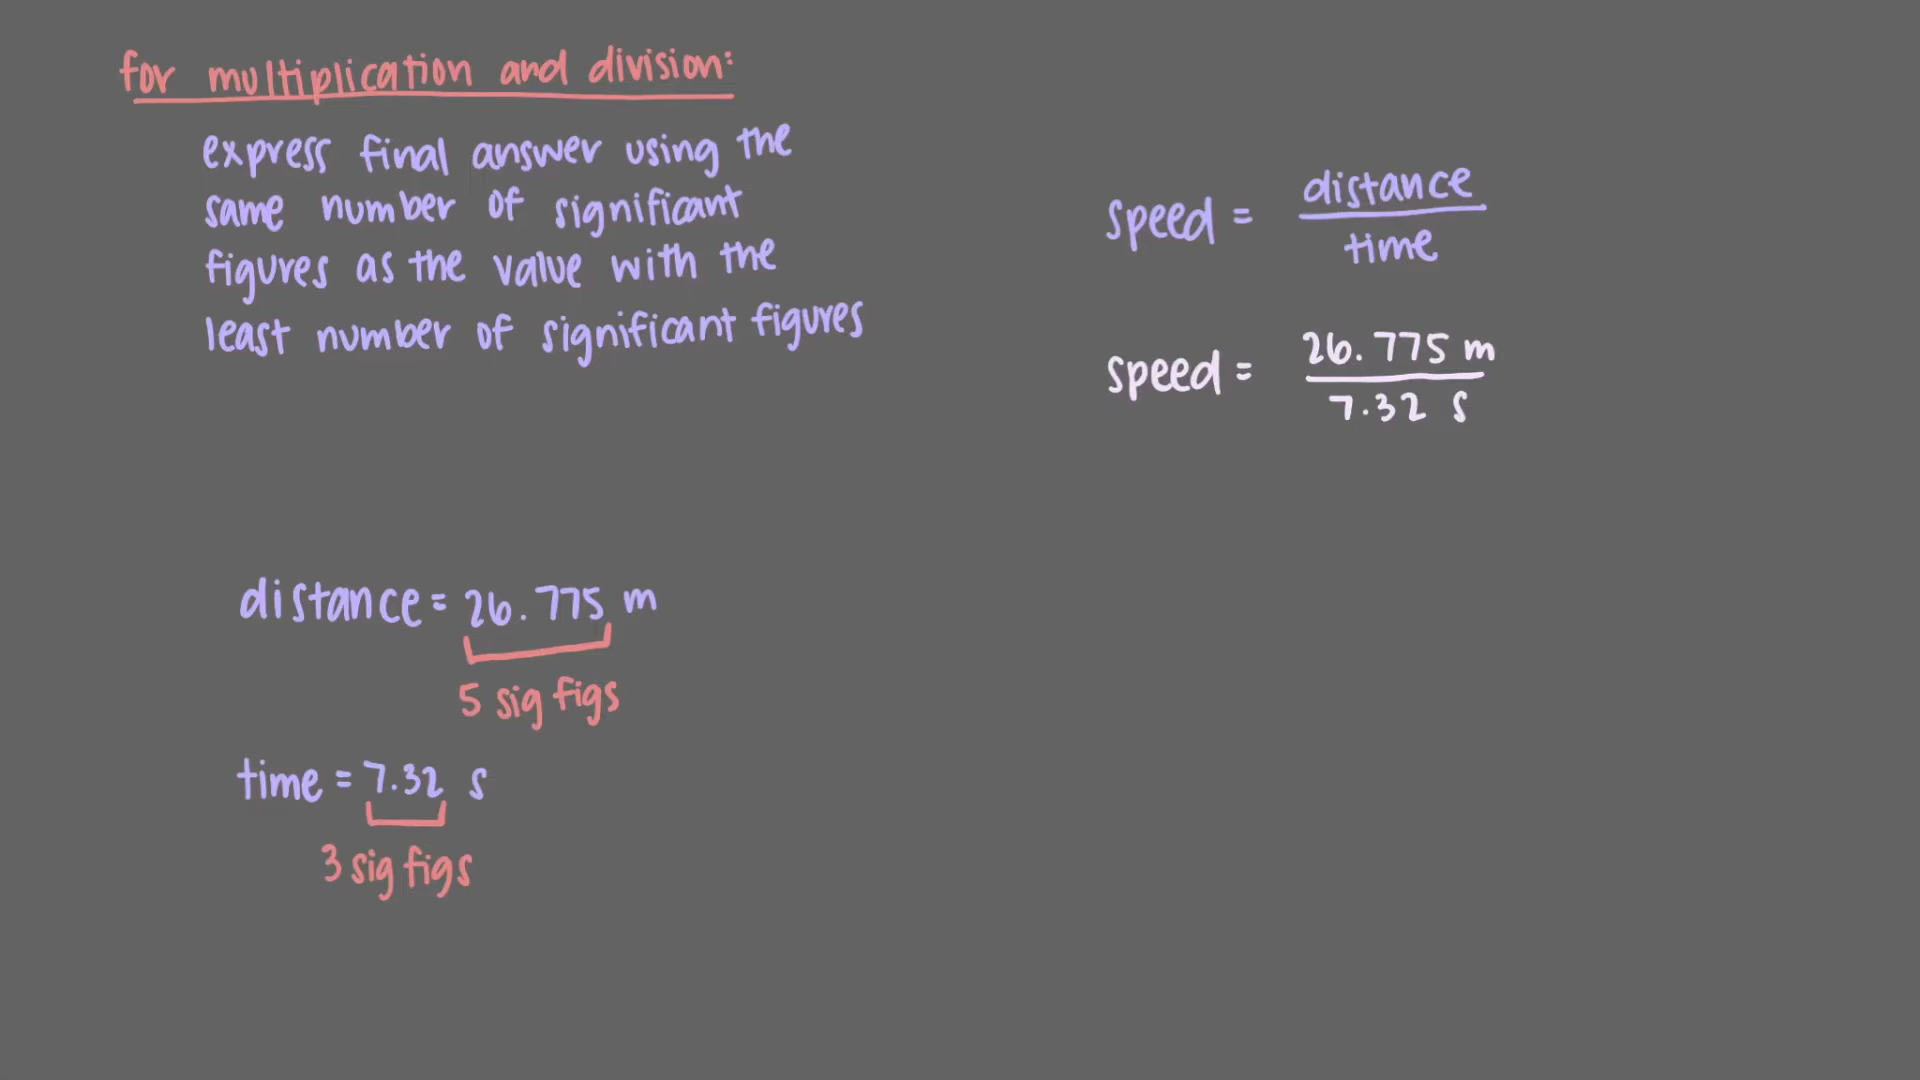 for multiplication and division:
express final answer using the
same number of significant
figures as the value with the
least number of significant figures
distance = 26.775 m
5 sig figs
time = 7.32 s
3 sig figs
speed = distance
time
speed = 26.775 m
7.32 s